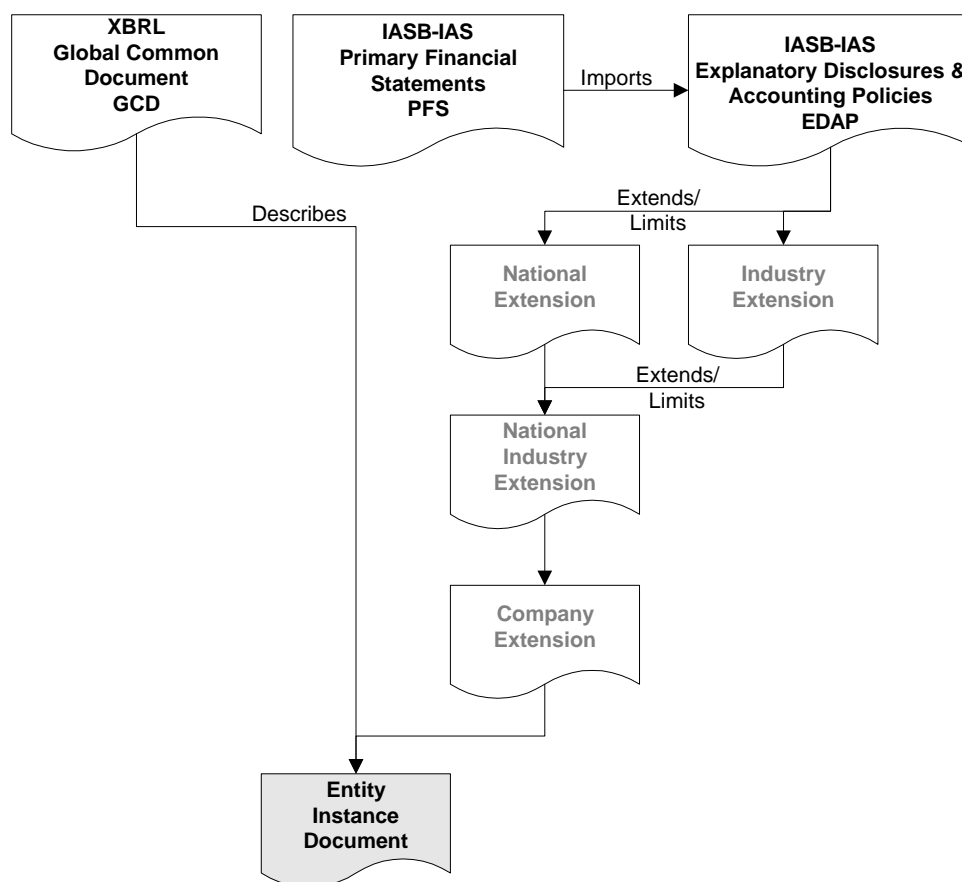 XBRL
Global Common
Document
GCD
IASB-IAS
Primary Financial
Statements
PFS
Imports
IASB-IAS
Explanatory Disclosures &
Accounting Policies
EDAP
Describes
Extends/
Limits
National
Extension
Industry
Extension
Extends/
Limits
National
Industry
Extension
Company
Extension
Entity
Instance
Document